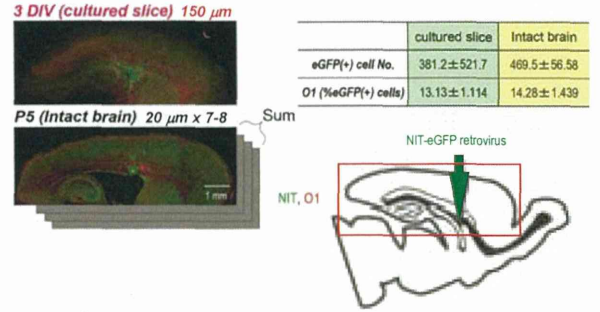 3 DIV (cultured slice) 150 μm
P5 (Intact brain) 20 μm x 7-8
Sum
1 mm
NIT, O1
cultured slice Intact brain
eGFP(+) cell No. 381.2±521.7 469.5±56.58
O1 (%eGFP(+) cells) 13.13±1.114 14.28±1.439
NIT-eGFP retrovirus